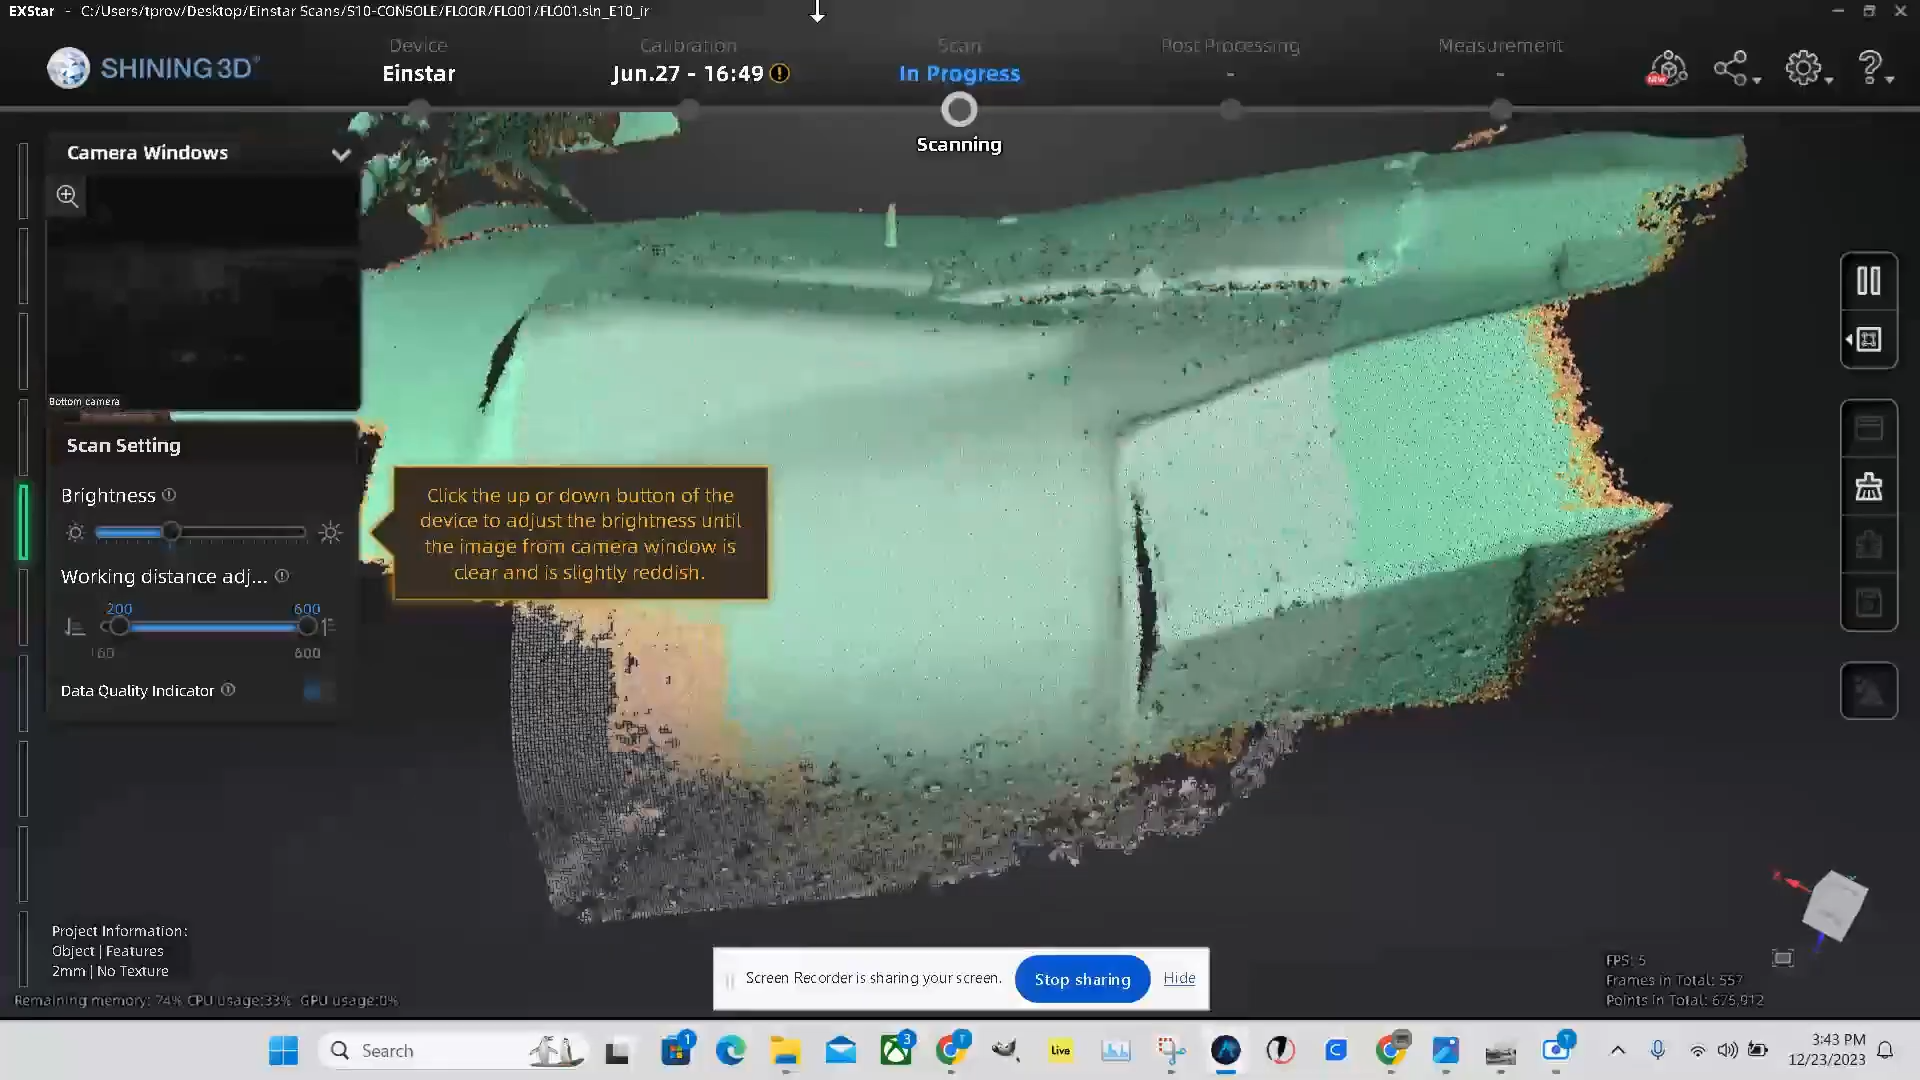 EXStar - C:/Users/tprov/Desktop/Einstar Scans/S10-CONSOLE/FLOOR/FLO01/FLO01.sln_E10_ir
SHINING 3D
Device
Einstar
Calibration
Jun.27 - 16:49
Scan
In Progress
Scanning
Post Processing
-
Measurement
-
NEW
Camera Windows
Bottom camera
Scan Setting
Brightness
Click the up or down button of the
device to adjust the brightness until
the image from camera window is
clear and is slightly reddish.
Working distance adj...
200 600
160 600
Data Quality Indicator
Project Information:
Object | Features
2mm | No Texture
Remaining memory: 74% CPU usage:33% GPU usage:0%
FPS: 5
Frames in Total: 557
Points in Total: 675,912
Screen Recorder is sharing your screen.
Stop sharing
Hide
Search
1
3
Live
3:43 PM
12/23/2023